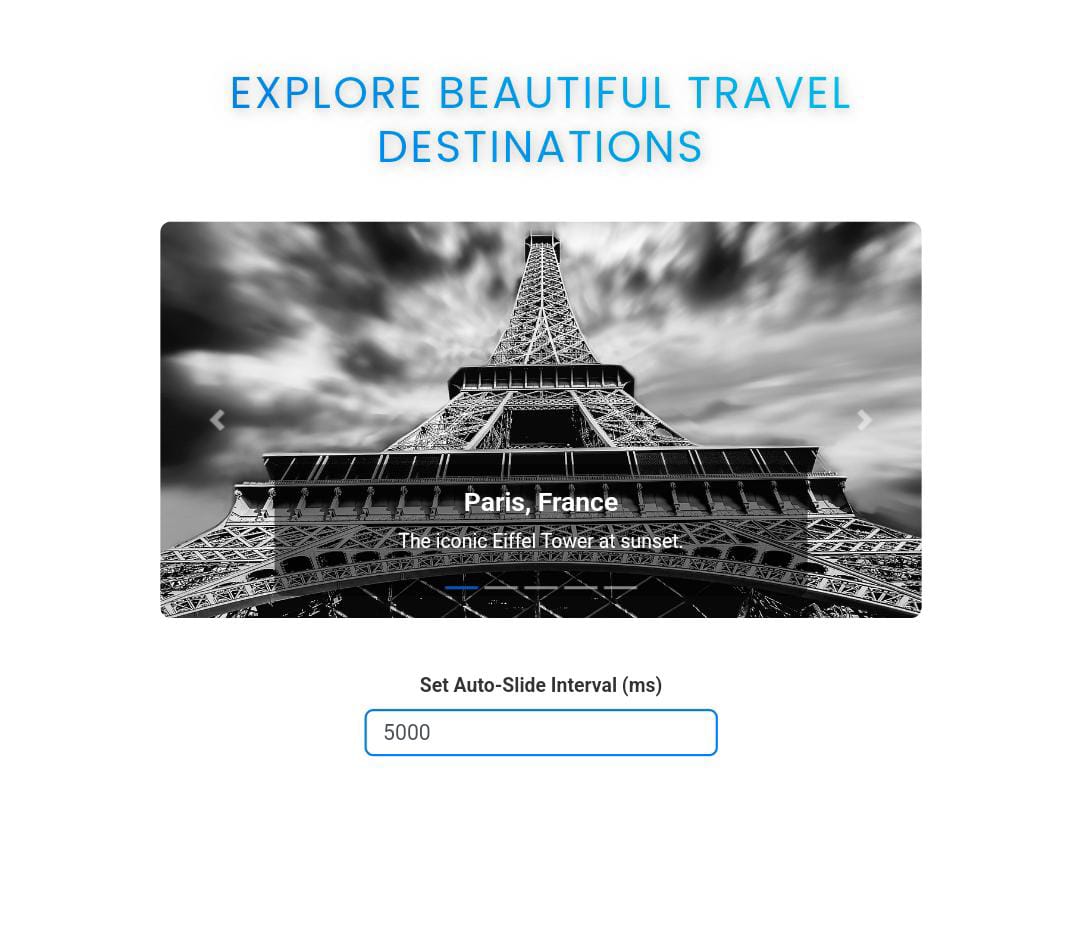 EXPLORE BEAUTIFUL TRAVEL
DESTINATIONS
Paris, France
The iconic Eiffel Tower at sunset.
Set Auto-Slide Interval (ms)
5000